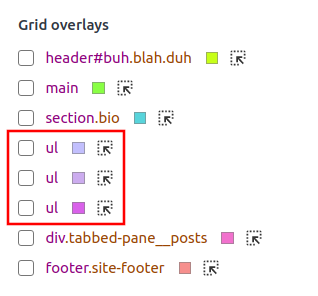 Grid overlays
header#buh.blah.duh
main
section.bio
ul
ul
ul
div.tabbed-pane__posts
footer.site-footer